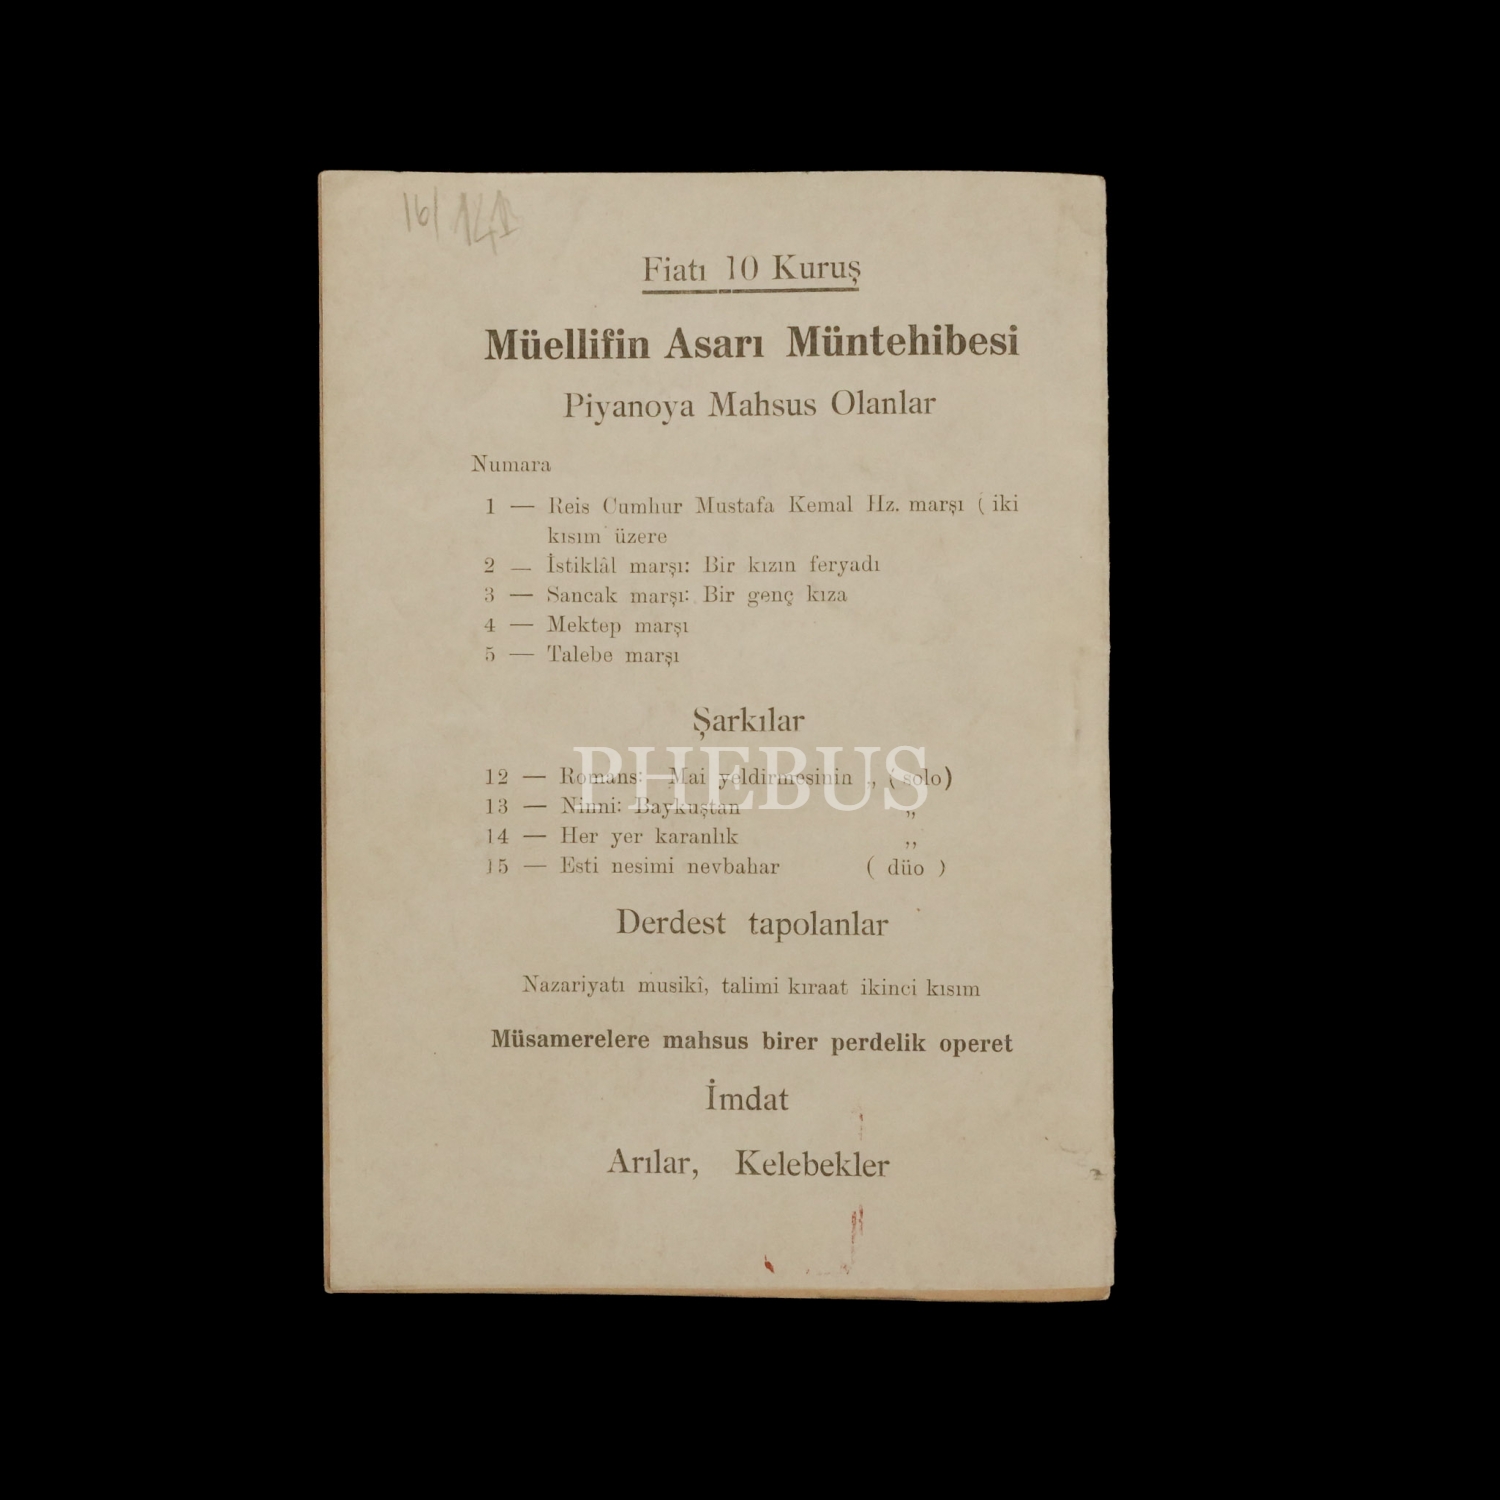 16/
Fiatı 10 Kuruş
Müellifin Asarı Müntehibesi
Piyanoya Mahsus Olanlar
Numara
1 — Reis Cumhur Mustafa Kemal Hz. marşı ( iki
kısım üzere
2 — İstiklâl marşı: Bir kızın feryadı
3 — Sancak marşı: Bir genç kıza
4 — Mektep marşı
5 — Talebe marşı
Şarkılar
PHEBUS
12 — Romans: Mai yeldirmesinin „ ( solo)
13 — Ninni: Baykuştan „
14 — Her yer karanlık „
15 — Esti nesimi nevbahar ( düo )
Derdest tapolanlar
Nazariyatı musikî, talimi kıraat ikinci kısım
Müsamerelere mahsus birer perdelik operet
İmdat
Arılar, Kelebekler